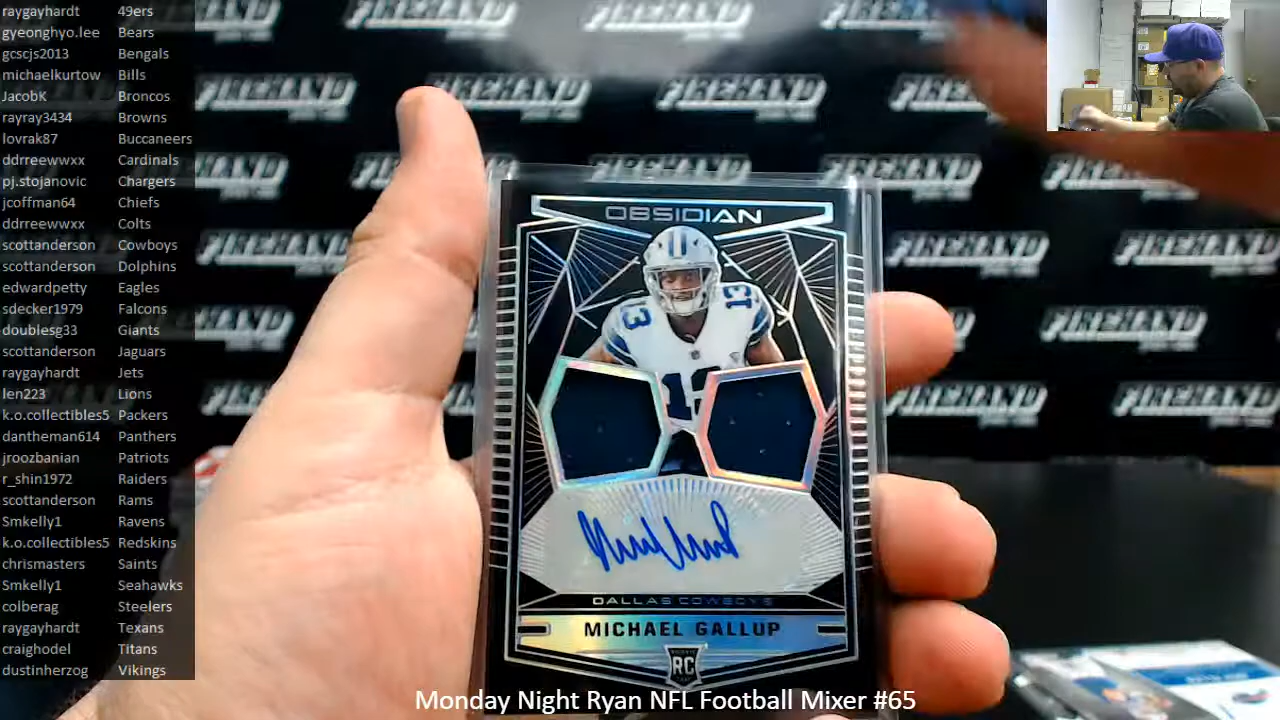 raygayhardt 49ers
gyeonghyo.lee Bears
gcscjs2013 Bengals
michaelkurtow Bills
JacobK Broncos
rayray3434 Browns
lovrak87 Buccaneers
ddrreewwxx Cardinals
pj.stojanovic Chargers
jcoffman64 Chiefs
ddrreewwxx Colts
scottanderson Cowboys
scottanderson Dolphins
edwardpetty Eagles
sdecker1979 Falcons
doublesg33 Giants
scottanderson Jaguars
raygayhardt Jets
len223 Lions
k.o.collectibles5 Packers
dantheman614 Panthers
jroozbanian Patriots
r_shin1972 Raiders
scottanderson Rams
Smkelly1 Ravens
k.o.collectibles5 Redskins
chrismasters Saints
Smkelly1 Seahawks
colberag Steelers
raygayhardt Texans
craighodel Titans
dustinherzog Vikings
FIREHAND
OBSIDIAN
13
13
DALLAS COWBOYS
MICHAEL GALLUP
RC
Monday Night Ryan NFL Football Mixer #65